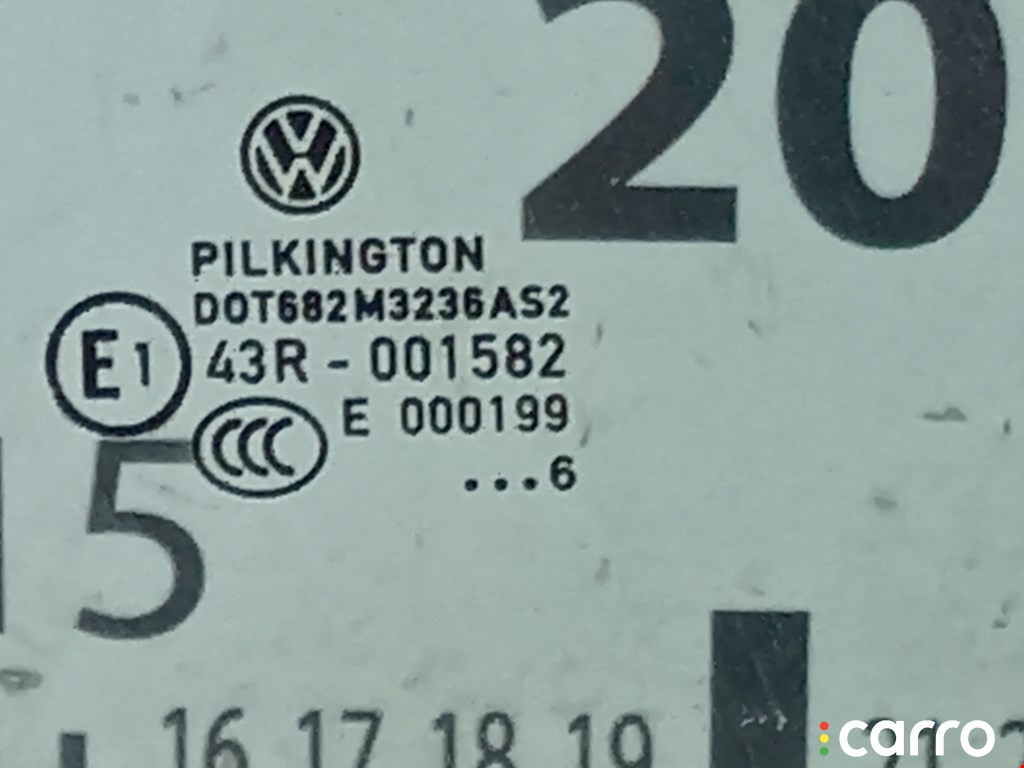 20
PILKINGTON
DOT682M3236AS2
E1
43R - 001582
CCC
E 000199
...6
15
16 17 18 19
carro